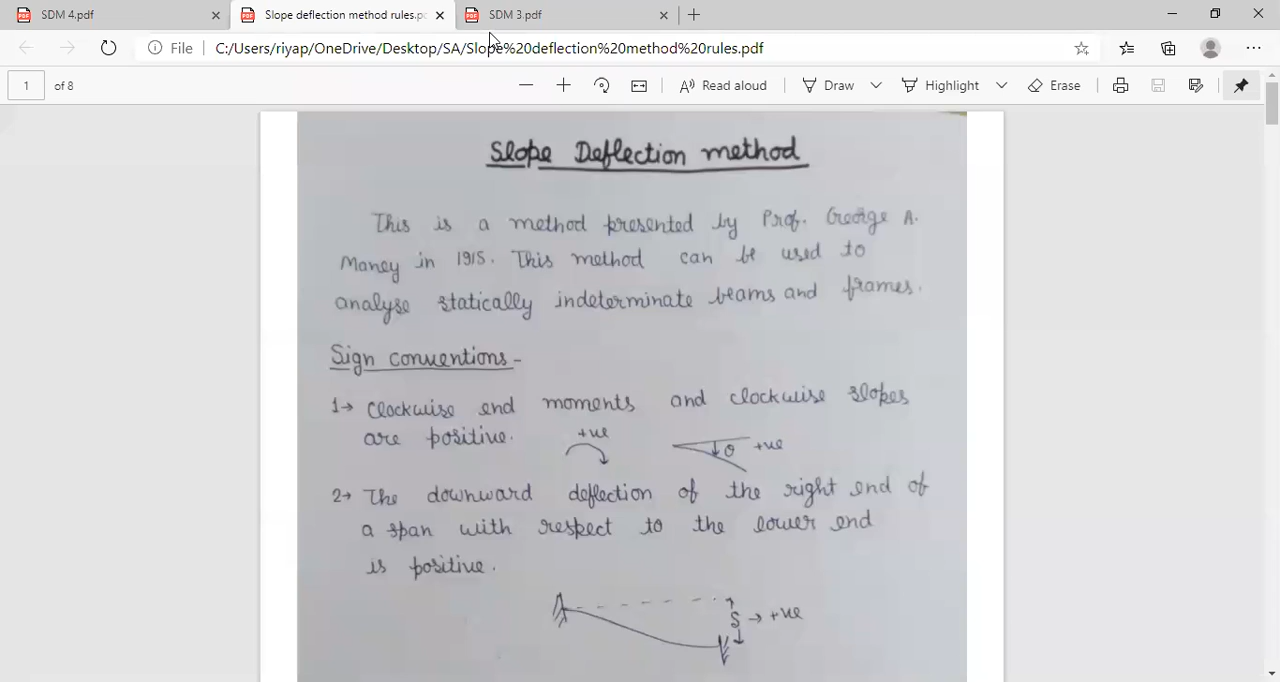 SDM 4.pdf
Slope deflection method rules.pc
SDM 3.pdf
File
C:/Users/riyap/OneDrive/Desktop/SA/Slope%20deflection%20method%20rules.pdf
1 of 8
Read aloud
Draw
Highlight
Erase
Slope Deflection method
This is a method presented by Prof. George A.
Maney in 1915. This method can be used to
analyse statically indeterminate beams and frames.
Sign conventions -
1→ Clockwise end moments and clockwise slopes
are positive.
+ve
θ +ve
2→ The downward deflection of the right end of
a span with respect to the lower end
is positive.
S → +ve